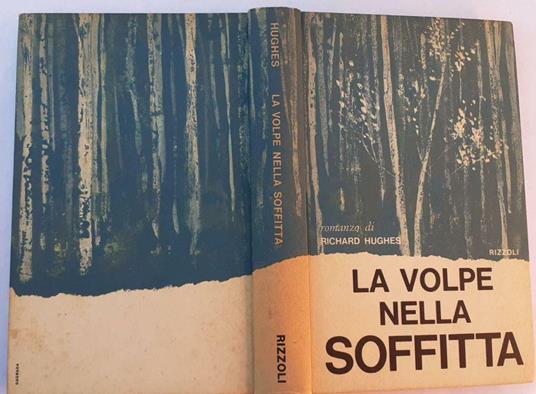 HUGHES
LA VOLPE NELLA SOFFITTA
RIZZOLI
romanzo di
RICHARD HUGHES
RIZZOLI
LA VOLPE
NELLA
SOFFITTA